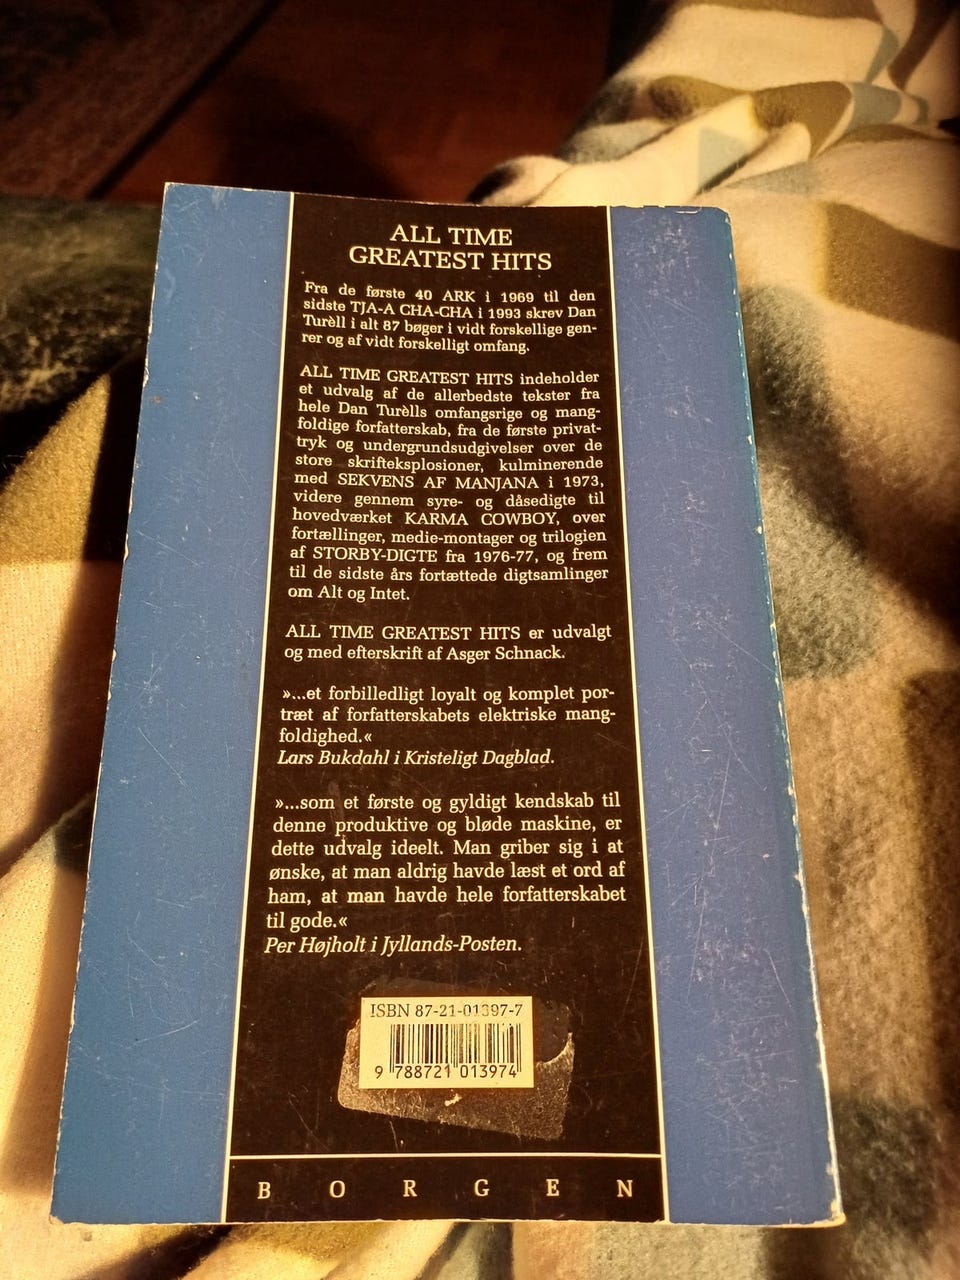 ALL TIME
GREATEST HITS
Fra de første 40 ARK i 1969 til den
sidste TJA-A CHA-CHA i 1993 skrev Dan
Turèll i alt 87 bøger i vidt forskellige gen-
rer og af vidt forskelligt omfang.
ALL TIME GREATEST HITS indeholder
et udvalg af de allerbedste tekster fra
hele Dan Turèlls omfangsrige og mang-
foldige forfatterskab, fra de første privat-
tryk og undergrundsudgivelser over de
store skrifteksplosioner, kulminerende
med SEKVENS AF MANJANA i 1973,
videre gennem syre- og dåsedigte til
hovedværket KARMA COWBOY, over
fortællinger, medie-montager og trilogien
af STORBY-DIGTE fra 1976-77, og frem
til de sidste års fortættede digtsamlinger
om Alt og Intet.
ALL TIME GREATEST HITS er udvalgt
og med efterskrift af Asger Schnack.
»...et forbilledligt loyalt og komplet por-
træt af forfatterskabets elektriske mang-
foldighed.«
Lars Bukdahl i Kristeligt Dagblad.
»...som et første og gyldigt kendskab til
denne produktive og bløde maskine, er
dette udvalg ideelt. Man griber sig i at
ønske, at man aldrig havde læst et ord af
ham, at man havde hele forfatterskabet
til gode.«
Per Højholt i Jyllands-Posten.
ISBN 87-21-01397-7
9 788721 013974
BORGEN